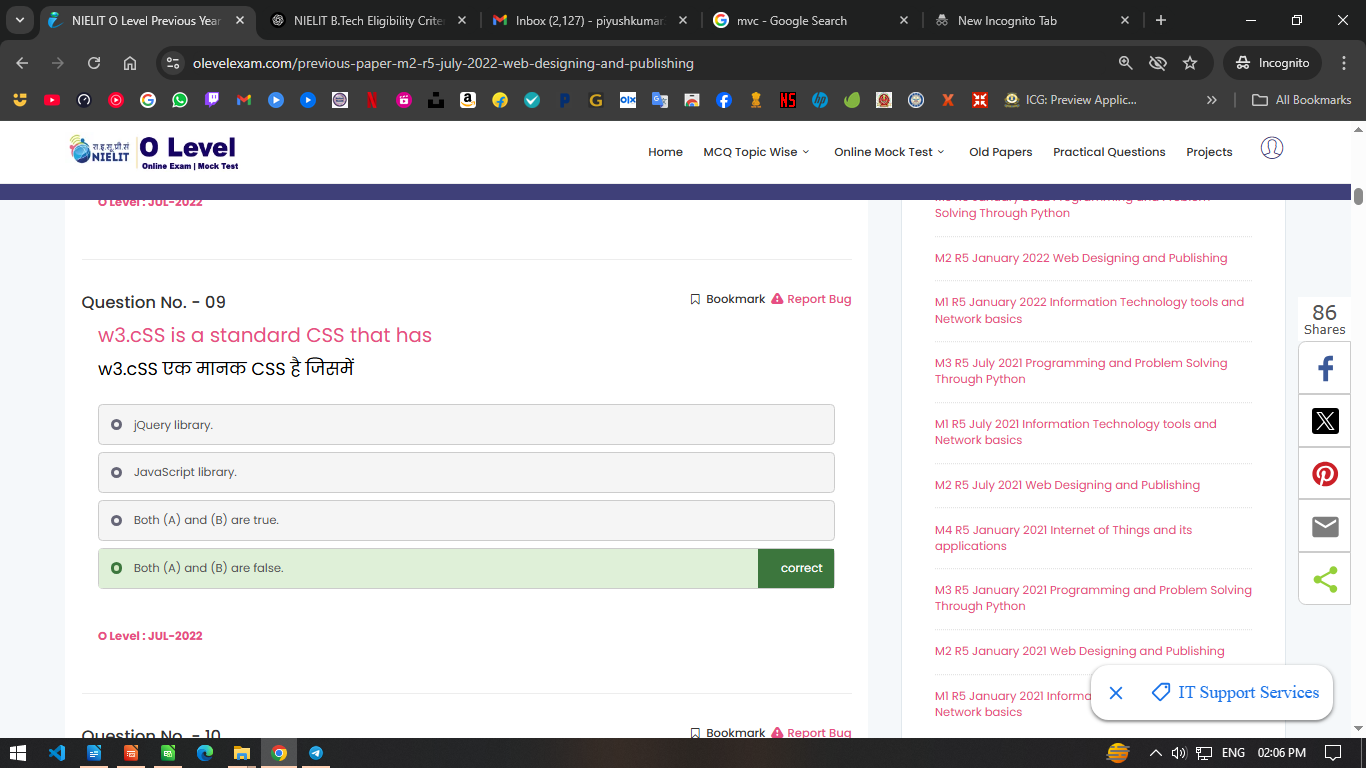 NIELIT O Level Previous Year
NIELIT B.Tech Eligibility Criter
Inbox (2,127) - piyushkumar
mvc - Google Search
New Incognito Tab
olevelexam.com/previous-paper-m2-r5-july-2022-web-designing-and-publishing
Incognito
ICG: Preview Applic...
All Bookmarks
NIELIT
O Level
Online Exam | Mock Test
Home
MCQ Topic Wise
Online Mock Test
Old Papers
Practical Questions
Projects
O Level : JUL-2022
Question No. - 09
Bookmark
Report Bug
w3.cSS is a standard CSS that has
w3.cSS एक मानक CSS है जिसमें
jQuery library.
JavaScript library.
Both (A) and (B) are true.
Both (A) and (B) are false.
correct
O Level : JUL-2022
Question No. - 10
Bookmark
Report Bug
M3 R5 January 2022 Programming and Problem
Solving Through Python
M2 R5 January 2022 Web Designing and Publishing
M1 R5 January 2022 Information Technology tools and
Network basics
M3 R5 July 2021 Programming and Problem Solving
Through Python
M1 R5 July 2021 Information Technology tools and
Network basics
M2 R5 July 2021 Web Designing and Publishing
M4 R5 January 2021 Internet of Things and its
applications
M3 R5 January 2021 Programming and Problem Solving
Through Python
M2 R5 January 2021 Web Designing and Publishing
M1 R5 January 2021 Informa
Network basics
86
Shares
IT Support Services
ENG
02:06 PM